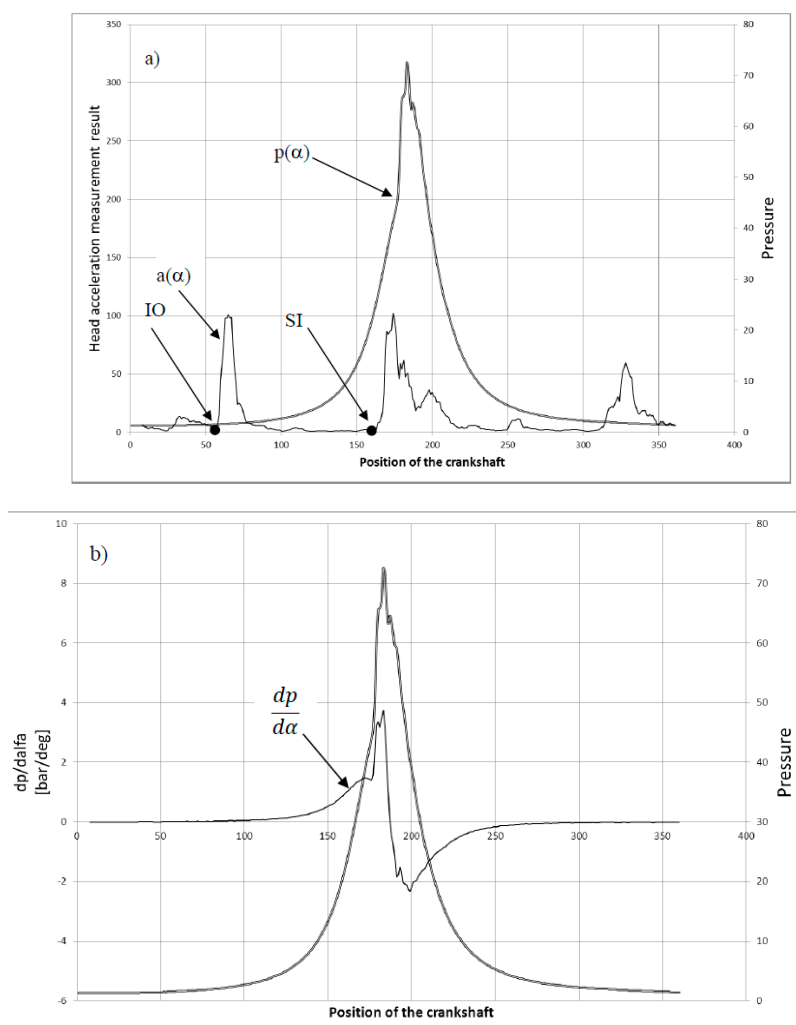 a)
Head acceleration measurement result
350
300
250
200
150
100
50
0
p(α)
a(α)
IO
SI
80
70
60
50
40
30
20
10
0
Pressure
0 50 100 150 200 250 300 350 400
Position of the crankshaft
b)
dp/dalfa
[bar/deg]
10
8
6
4
2
0
-2
-4
-6
dp
dα
80
70
60
50
40
30
20
10
0
Pressure
0 50 100 150 200 250 300 350 400
Position of the crankshaft